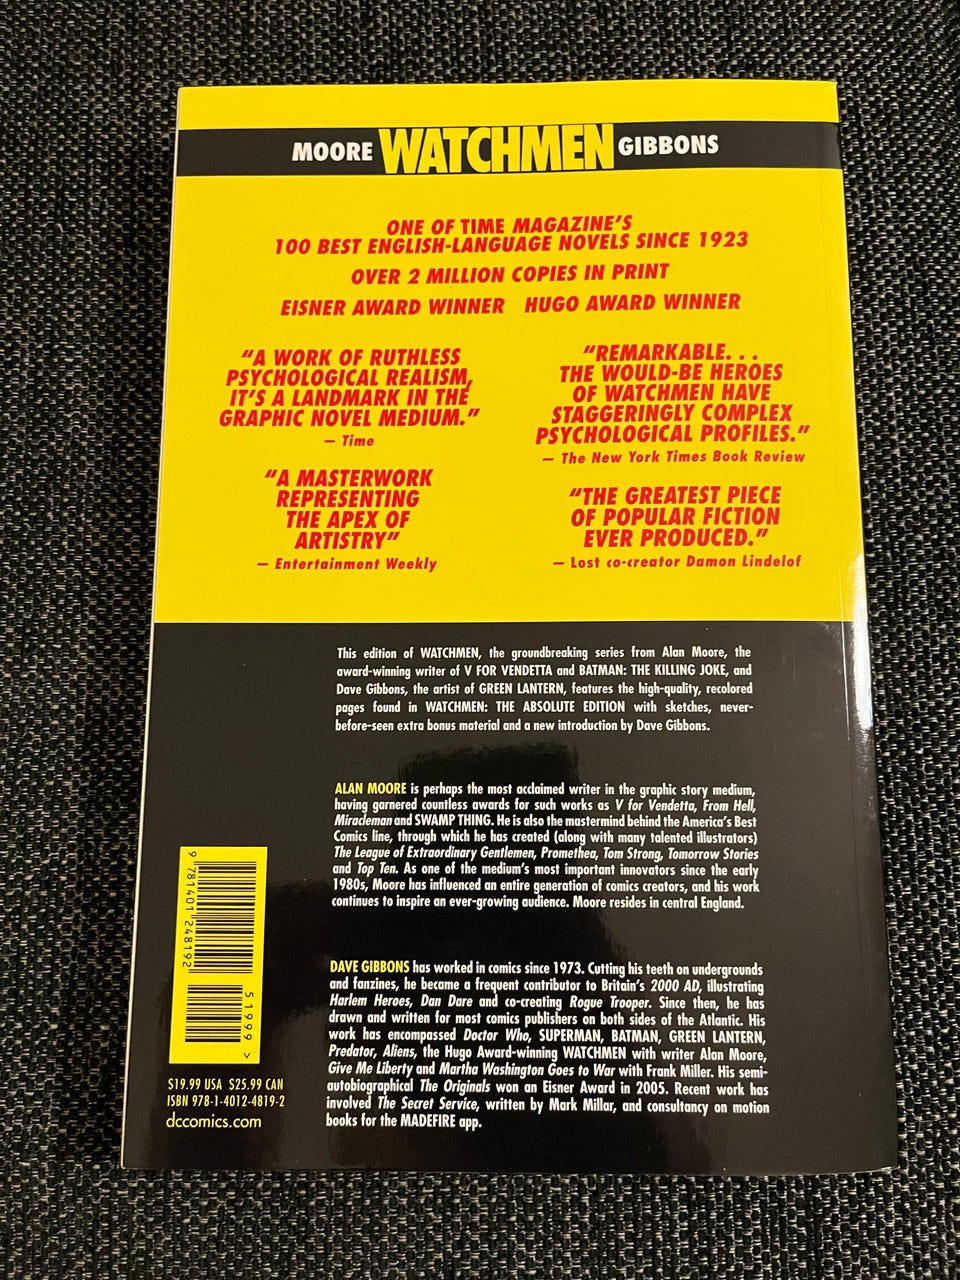 MOORE WATCHMEN GIBBONS
ONE OF TIME MAGAZINE'S
100 BEST ENGLISH-LANGUAGE NOVELS SINCE 1923
OVER 2 MILLION COPIES IN PRINT
EISNER AWARD WINNER HUGO AWARD WINNER
"A WORK OF RUTHLESS
PSYCHOLOGICAL REALISM,
IT'S A LANDMARK IN THE
GRAPHIC NOVEL MEDIUM."
— Time
"REMARKABLE. . .
THE WOULD-BE HEROES
OF WATCHMEN HAVE
STAGGERINGLY COMPLEX
PSYCHOLOGICAL PROFILES."
— The New York Times Book Review
"A MASTERWORK
REPRESENTING
THE APEX OF
ARTISTRY"
— Entertainment Weekly
"THE GREATEST PIECE
OF POPULAR FICTION
EVER PRODUCED."
— Lost co-creator Damon Lindelof
This edition of WATCHMEN, the groundbreaking series from Alan Moore, the
award-winning writer of V FOR VENDETTA and BATMAN: THE KILLING JOKE, and
Dave Gibbons, the artist of GREEN LANTERN, features the high-quality, recolored
pages found in WATCHMEN: THE ABSOLUTE EDITION with sketches, never-
before-seen extra bonus material and a new introduction by Dave Gibbons.
ALAN MOORE is perhaps the most acclaimed writer in the graphic story medium,
having garnered countless awards for such works as V for Vendetta, From Hell,
Miracleman and SWAMP THING. He is also the mastermind behind the America's Best
Comics line, through which he has created (along with many talented illustrators)
The League of Extraordinary Gentlemen, Promethea, Tom Strong, Tomorrow Stories
and Top Ten. As one of the medium's most important innovators since the early
1980s, Moore has influenced an entire generation of comics creators, and his work
continues to inspire an ever-growing audience. Moore resides in central England.
DAVE GIBBONS has worked in comics since 1973. Cutting his teeth on undergrounds
and fanzines, he became a frequent contributor to Britain's 2000 AD, illustrating
Harlem Heroes, Dan Dare and co-creating Rogue Trooper. Since then, he has
drawn and written for most comics publishers on both sides of the Atlantic. His
work has encompassed Doctor Who, SUPERMAN, BATMAN, GREEN LANTERN,
Predator, Aliens, the Hugo Award-winning WATCHMEN with writer Alan Moore,
Give Me Liberty and Martha Washington Goes to War with Frank Miller. His semi-
autobiographical The Originals won an Eisner Award in 2005. Recent work has
involved The Secret Service, written by Mark Millar, and consultancy on motion
books for the MADEFIRE app.
9 781401 248192
51999 >
$19.99 USA $25.99 CAN
ISBN 978-1-4012-4819-2
dccomics.com